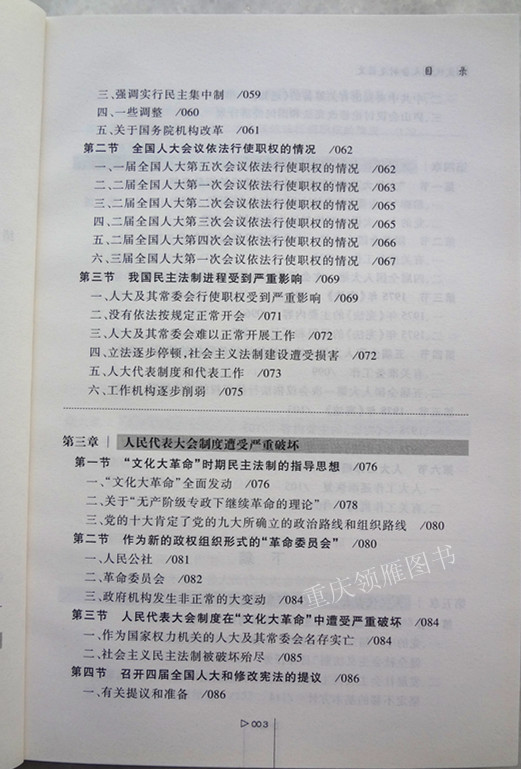 目　录
三、强调实行民主集中制 /059
四、一些调整 /060
五、关于国务院机构改革 /061
第二节 全国人大会议依法行使职权的情况 /062
一、一届全国人大第五次会议依法行使职权的情况 /062
二、二届全国人大第一次会议依法行使职权的情况 /063
三、二届全国人大第二次会议依法行使职权的情况 /065
四、二届全国人大第三次会议依法行使职权的情况 /065
五、二届全国人大第四次会议依法行使职权的情况 /066
六、三届全国人大第一次会议依法行使职权的情况 /067
第三节 我国民主法制进程受到严重影响 /069
一、人大及其常委会行使职权受到严重影响 /069
二、没有依法按规定正常开会 /071
三、人大及其常委会难以正常开展工作 /072
四、立法逐步停顿,社会主义法制建设遭受损害 /072
五、人大代表制度和代表工作 /073
六、工作机构逐步削弱 /075
第三章 人民代表大会制度遭受严重破坏
第一节 “文化大革命”时期民主法制的指导思想 /076
一、“文化大革命”全面发动 /076
二、关于“无产阶级专政下继续革命的理论” /078
三、党的十大肯定了党的九大所确立的政治路线和组织路线 /080
第二节 作为新的政权组织形式的“革命委员会” /080
一、人民公社 /081
二、革命委员会 /082
三、政府机构发生非正常的大变动 /084
第三节 人民代表大会制度在“文化大革命”中遭受严重破坏 /084
一、作为国家权力机关的人大及其常委会名存实亡 /084
二、社会主义民主法制被破坏殆尽 /085
第四节 召开四届全国人大和修改宪法的提议 /086
一、有关提议和准备 /086
▷003
重庆领雁图书